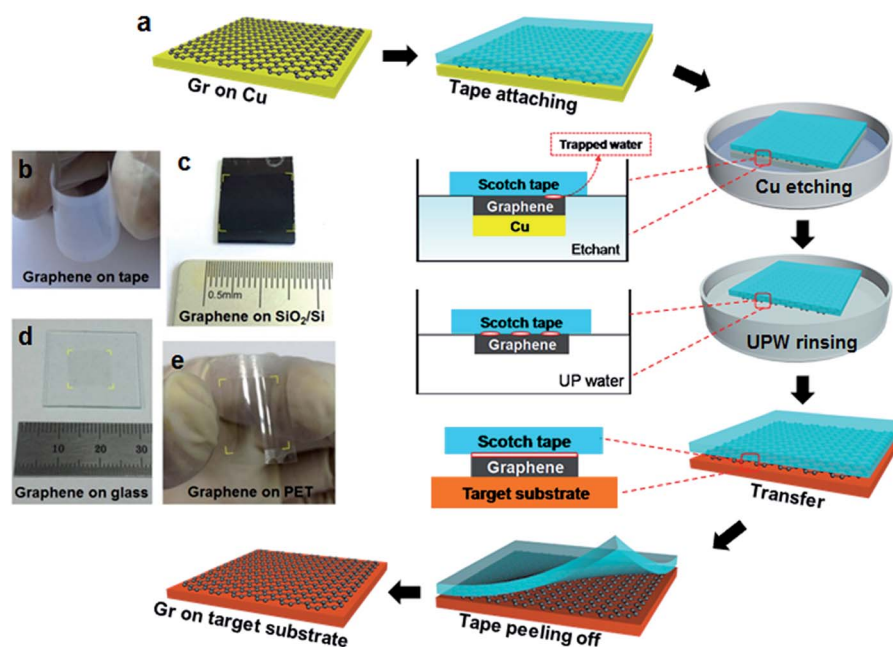 a
Gr on Cu
Tape attaching
Trapped water
Scotch tape
Graphene
Cu
Etchant
Cu etching
b
Graphene on tape
c
0.5mm
Graphene on SiO₂/Si
Scotch tape
Graphene
UP water
UPW rinsing
d
10 20 30
Graphene on glass
e
Graphene on PET
Scotch tape
Graphene
Target substrate
Transfer
Gr on target substrate
Tape peeling off